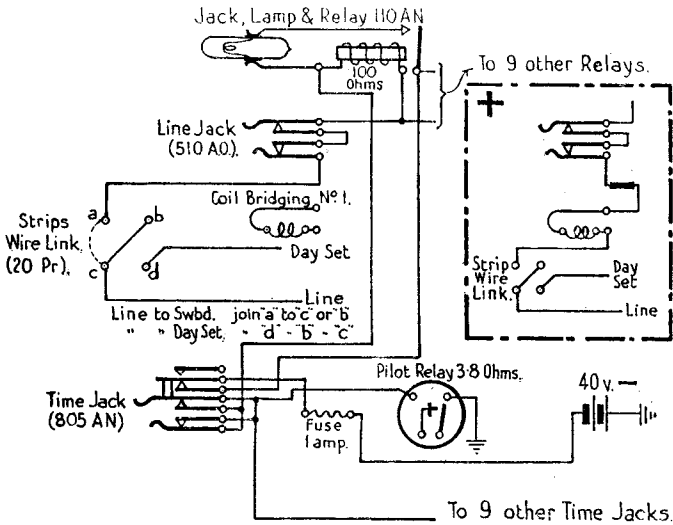 Jack, Lamp & Relay 110 AN
100
Ohms
To 9 other Relays.
Line Jack
(510 A.O.).
+
Coil Bridging Nº 1.
a
b
Strips
Wire Link.
(20 Pr).
c
d
Day Set
Line
Line to Swbd. join "a" to "c" or "b"
" " Day Set, " "d" - "b" - "c"
Strip
Wire
Link.
Day
Set
Line
Pilot Relay 3·8 Ohms.
+
40 v. –
Time Jack
(805 AN)
Fuse
1 amp.
To 9 other Time Jacks.